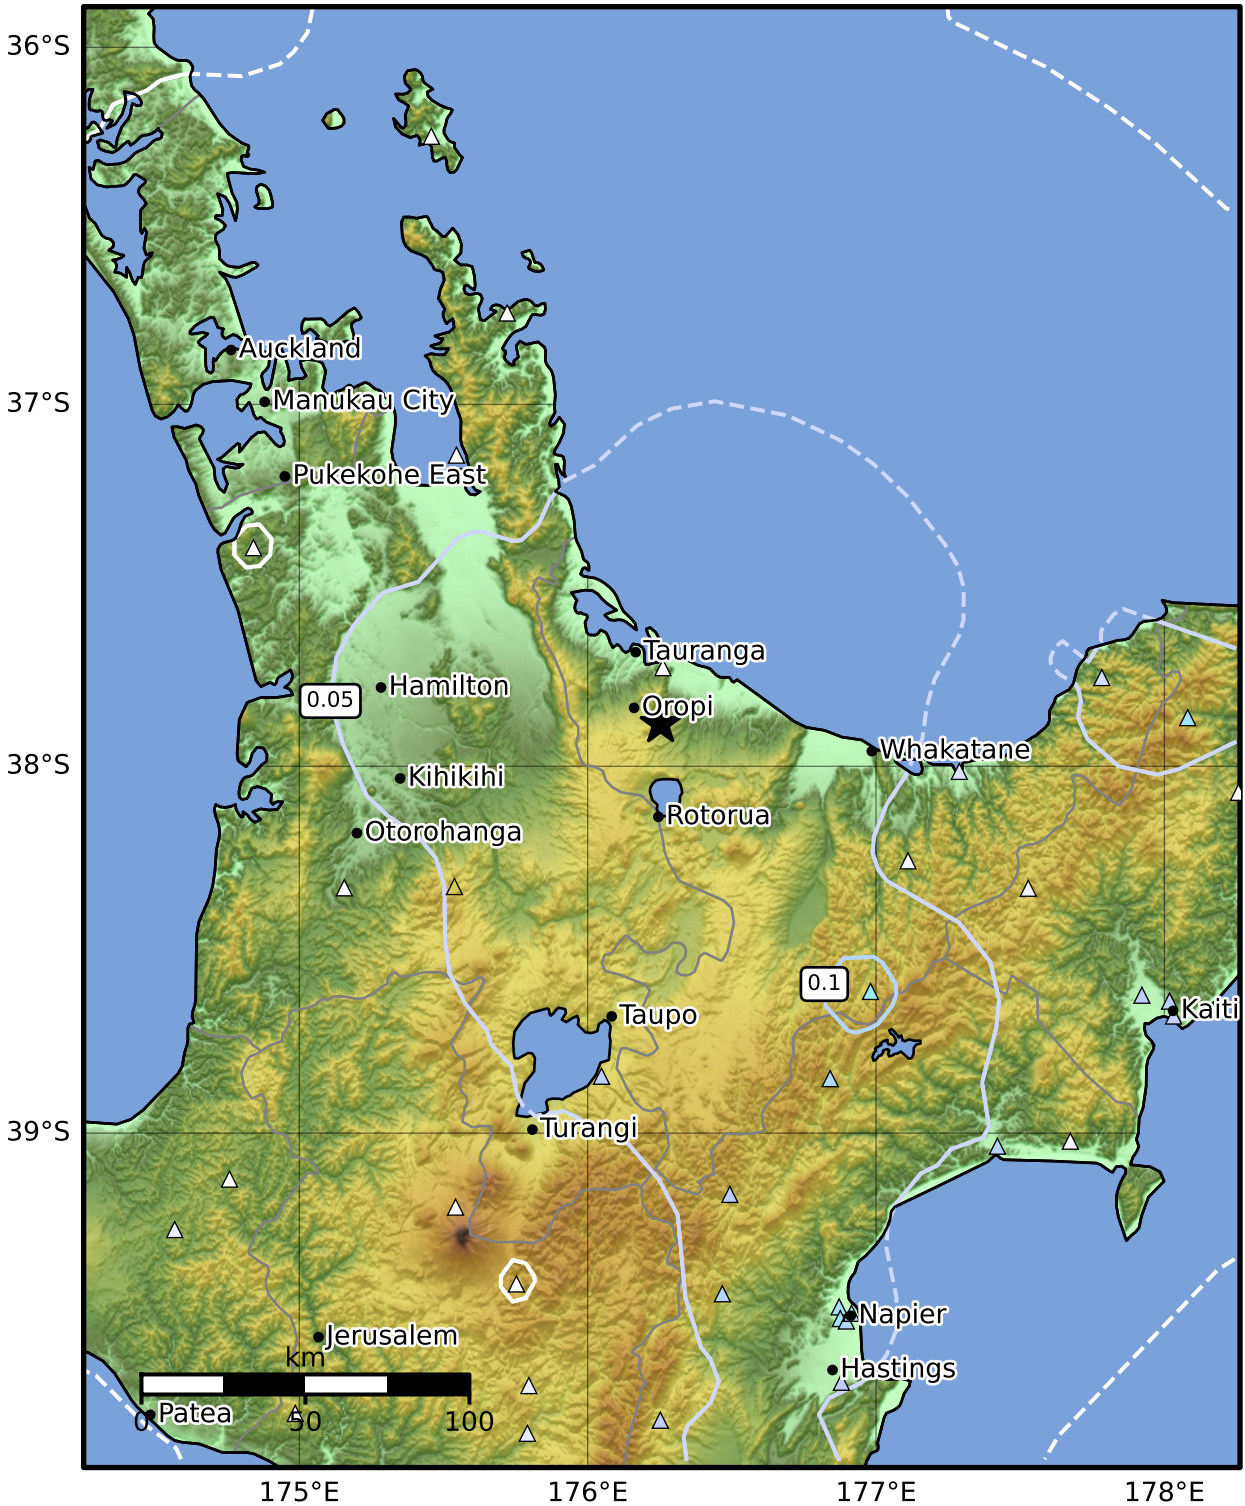 36°S
Auckland
37°S
Manukau City
Pukekohe East
Tauranga
Hamilton
0.05
Oropi
38°S
Whakatane
Kihikihi
Rotorua
Otorohanga
0.1
Taupo
Kaiti
39°S
Turangi
Napier
Jerusalem
km
Hastings
Patea
0 50 100
175°E 176°E 177°E 178°E